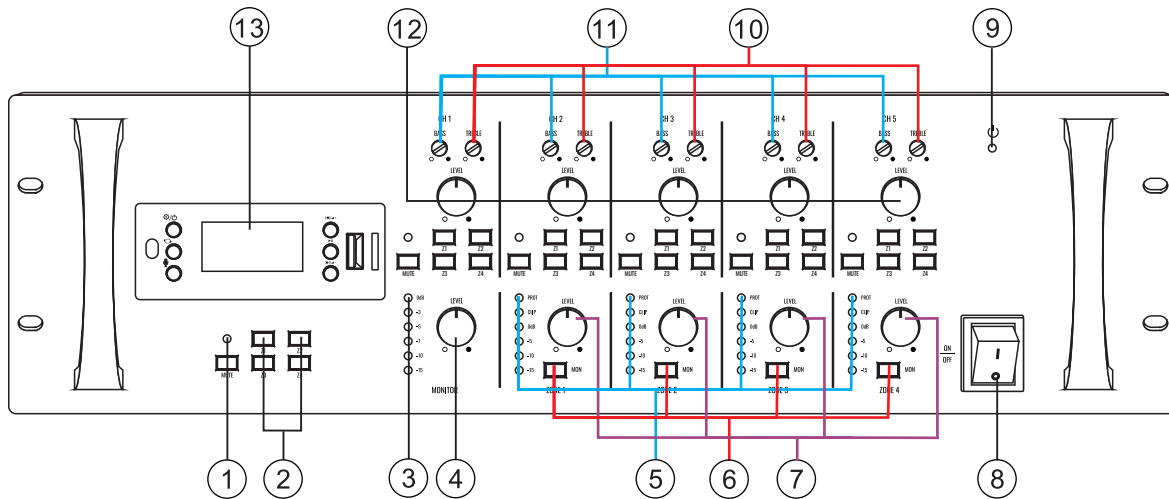 13 12 11 10 9
CH 1 CH 2 CH 3 CH 4 CH 5
BASS TREBLE BASS TREBLE BASS TREBLE BASS TREBLE BASS TREBLE
LEVEL LEVEL LEVEL LEVEL LEVEL
Z1 Z2 Z1 Z2 Z1 Z2 Z1 Z2 Z1 Z2
MUTE Z3 Z4 MUTE Z3 Z4 MUTE Z3 Z4 MUTE Z3 Z4 MUTE Z3 Z4
0dB LEVEL PROT LEVEL PROT LEVEL PROT LEVEL PROT LEVEL
-3 CLIP CLIP CLIP CLIP
-5 0dB 0dB 0dB 0dB ON
-7 -5 -5 -5 -5 OFF
MUTE -10 -10 MON -10 MON -10 MON -10 MON
-15 -15 -15 -15 -15
MONITOR ZONE 1 ZONE 2 ZONE 3 ZONE 4
1 2 3 4 5 6 7 8